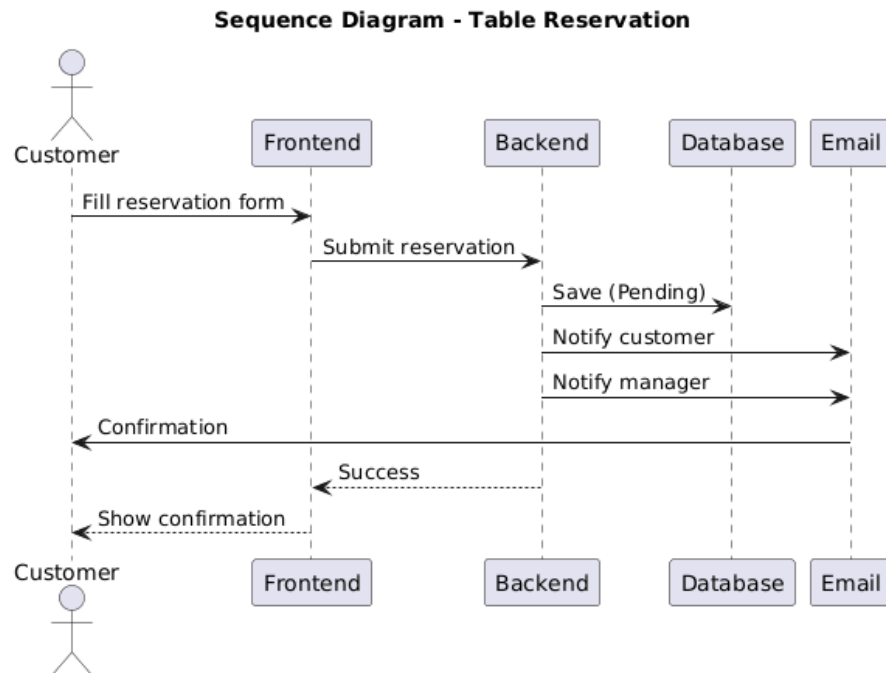 Sequence Diagram - Table Reservation
Customer
Frontend
Backend
Database
Email
Fill reservation form
Submit reservation
Save (Pending)
Notify customer
Notify manager
Confirmation
Success
Show confirmation
Customer
Frontend
Backend
Database
Email